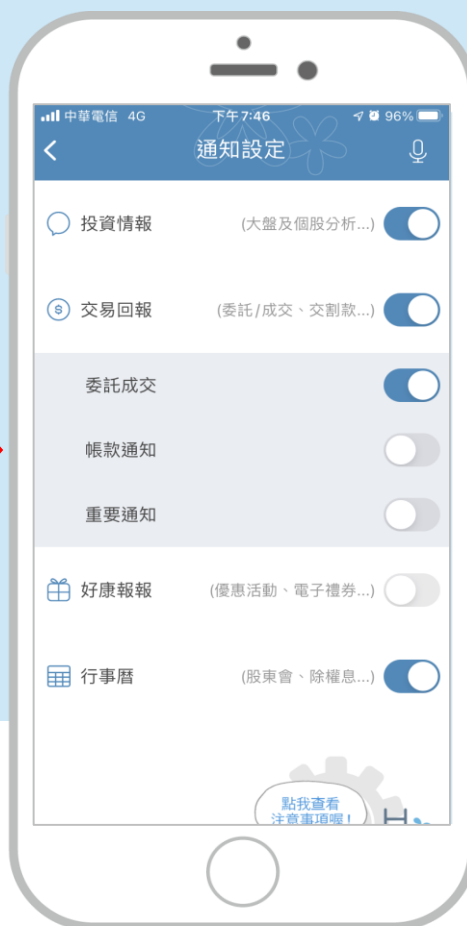 中華電信 4G 下午7:46 96%
通知設定
投資情報 (大盤及個股分析...)
交易回報 (委託/成交、交割款...)
委託成交
帳款通知
重要通知
好康報報 (優惠活動、電子禮券...)
行事曆 (股東會、除權息...)
點我查看
注意事項喔!